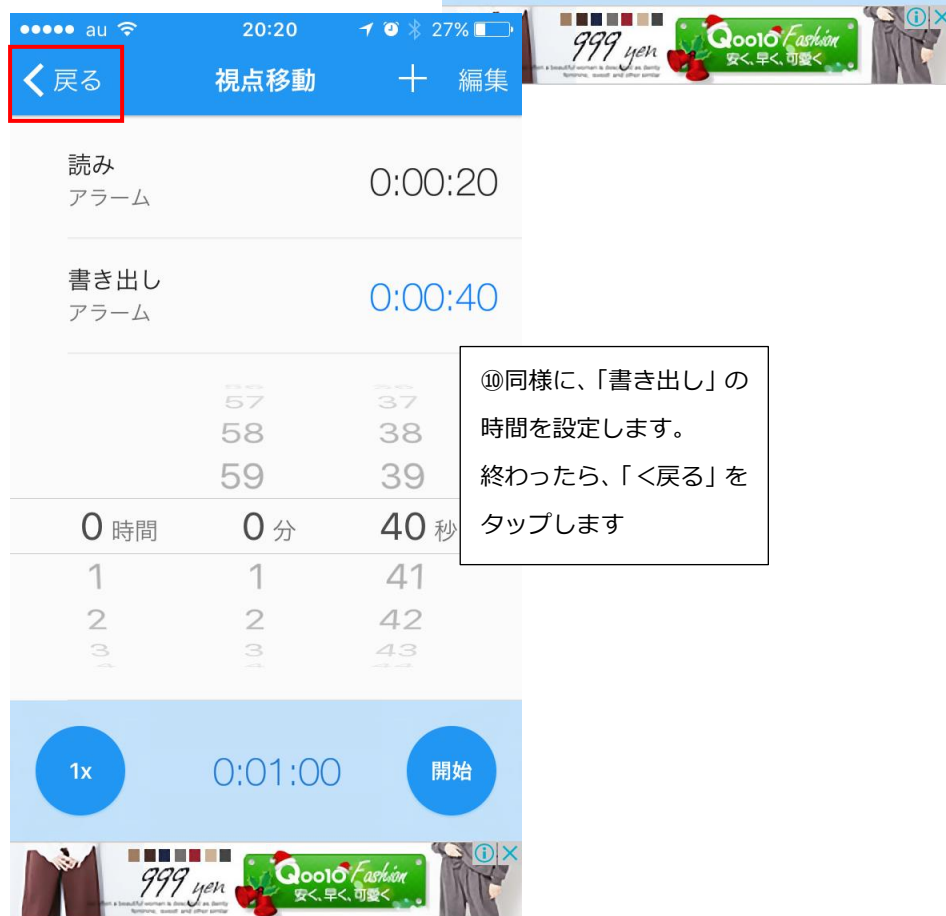 au 20:20 27%
戻る 視点移動 + 編集
読み
アラーム
0:00:20
書き出し
アラーム
0:00:40
57 37
58 38
59 39
0 時間 0 分 40 秒
1 1 41
2 2 42
3 3 43
1x 0:01:00 開始
⑩同様に、「書き出し」の
時間を設定します。
終わったら、「<戻る」を
タップします
999 yen
Qoo10 Fashion
安く、早く、可愛く
999 yen
Qoo10 Fashion
安く、早く、可愛く